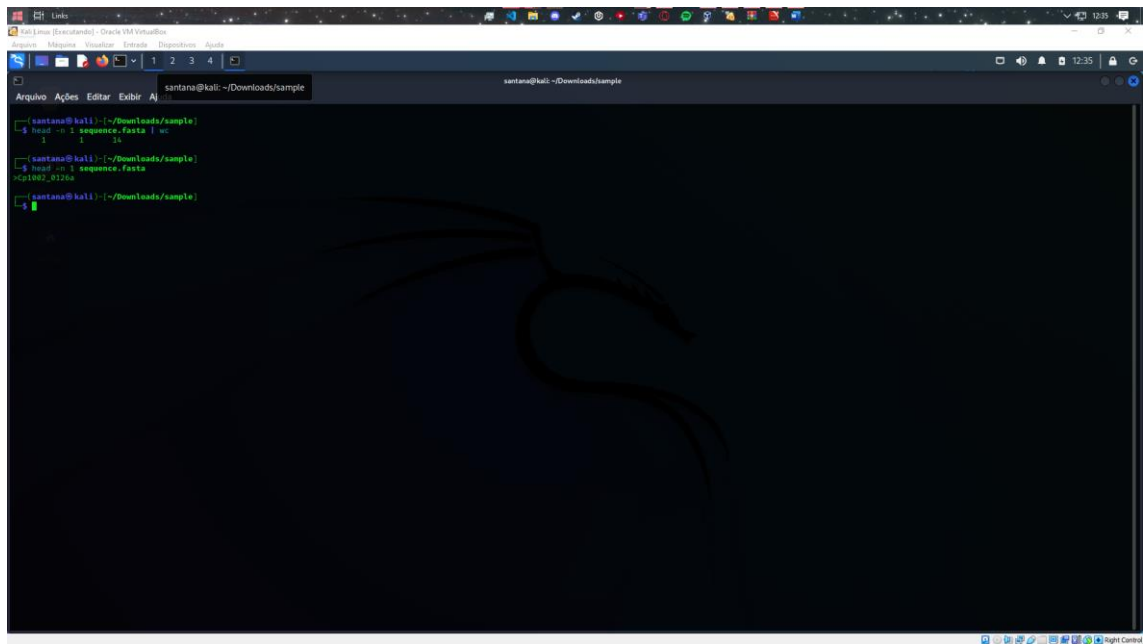 Links
12:35
Kali Linux [Executando] - Oracle VM VirtualBox
Arquivo Máquina Visualizar Entrada Dispositivos Ajuda
1 2 3 4
12:35
santana@kali: ~/Downloads/sample
Arquivo Ações Editar Exibir Aj
santana@kali: ~/Downloads/sample
(santana㉿kali)-[~/Downloads/sample]
$ head -n 1 sequence.fasta | wc
1 1 14
(santana㉿kali)-[~/Downloads/sample]
$ head -n 1 sequence.fasta
>Cp1002_0126a
(santana㉿kali)-[~/Downloads/sample]
$
Right Control